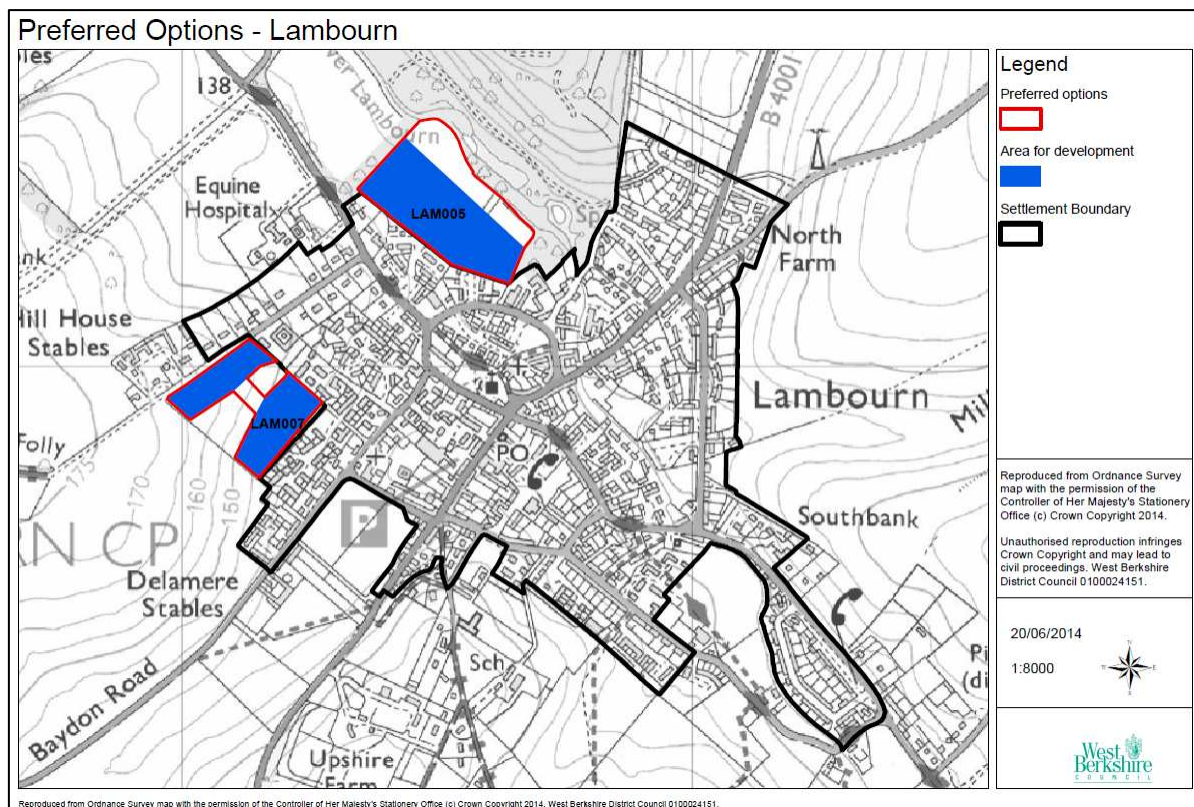 Preferred Options - Lambourn
138
Lambourn
B 4001
Equine
Hospital
LAM005
Sp
North
Farm
Hill House
Stables
LAM007
Lambourn
Folly
175
170
160
150
PO
P
Southbank
N CP
Delamere
Stables
Sch
Baydon Road
Upshire
Farm
Legend
Preferred options
Area for development
Settlement Boundary
Reproduced from Ordnance Survey
map with the permission of the
Controller of Her Majesty's Stationery
Office (c) Crown Copyright 2014.
Unauthorised reproduction infringes
Crown Copyright and may lead to
civil proceedings. West Berkshire
District Council 0100024151.
20/06/2014
1:8000
N
E
S
West
Berkshire
COUNCIL
Reproduced from Ordnance Survey map with the permission of the Controller of Her Majesty's Stationery Office (c) Crown Copyright 2014. West Berkshire District Council 0100024151.